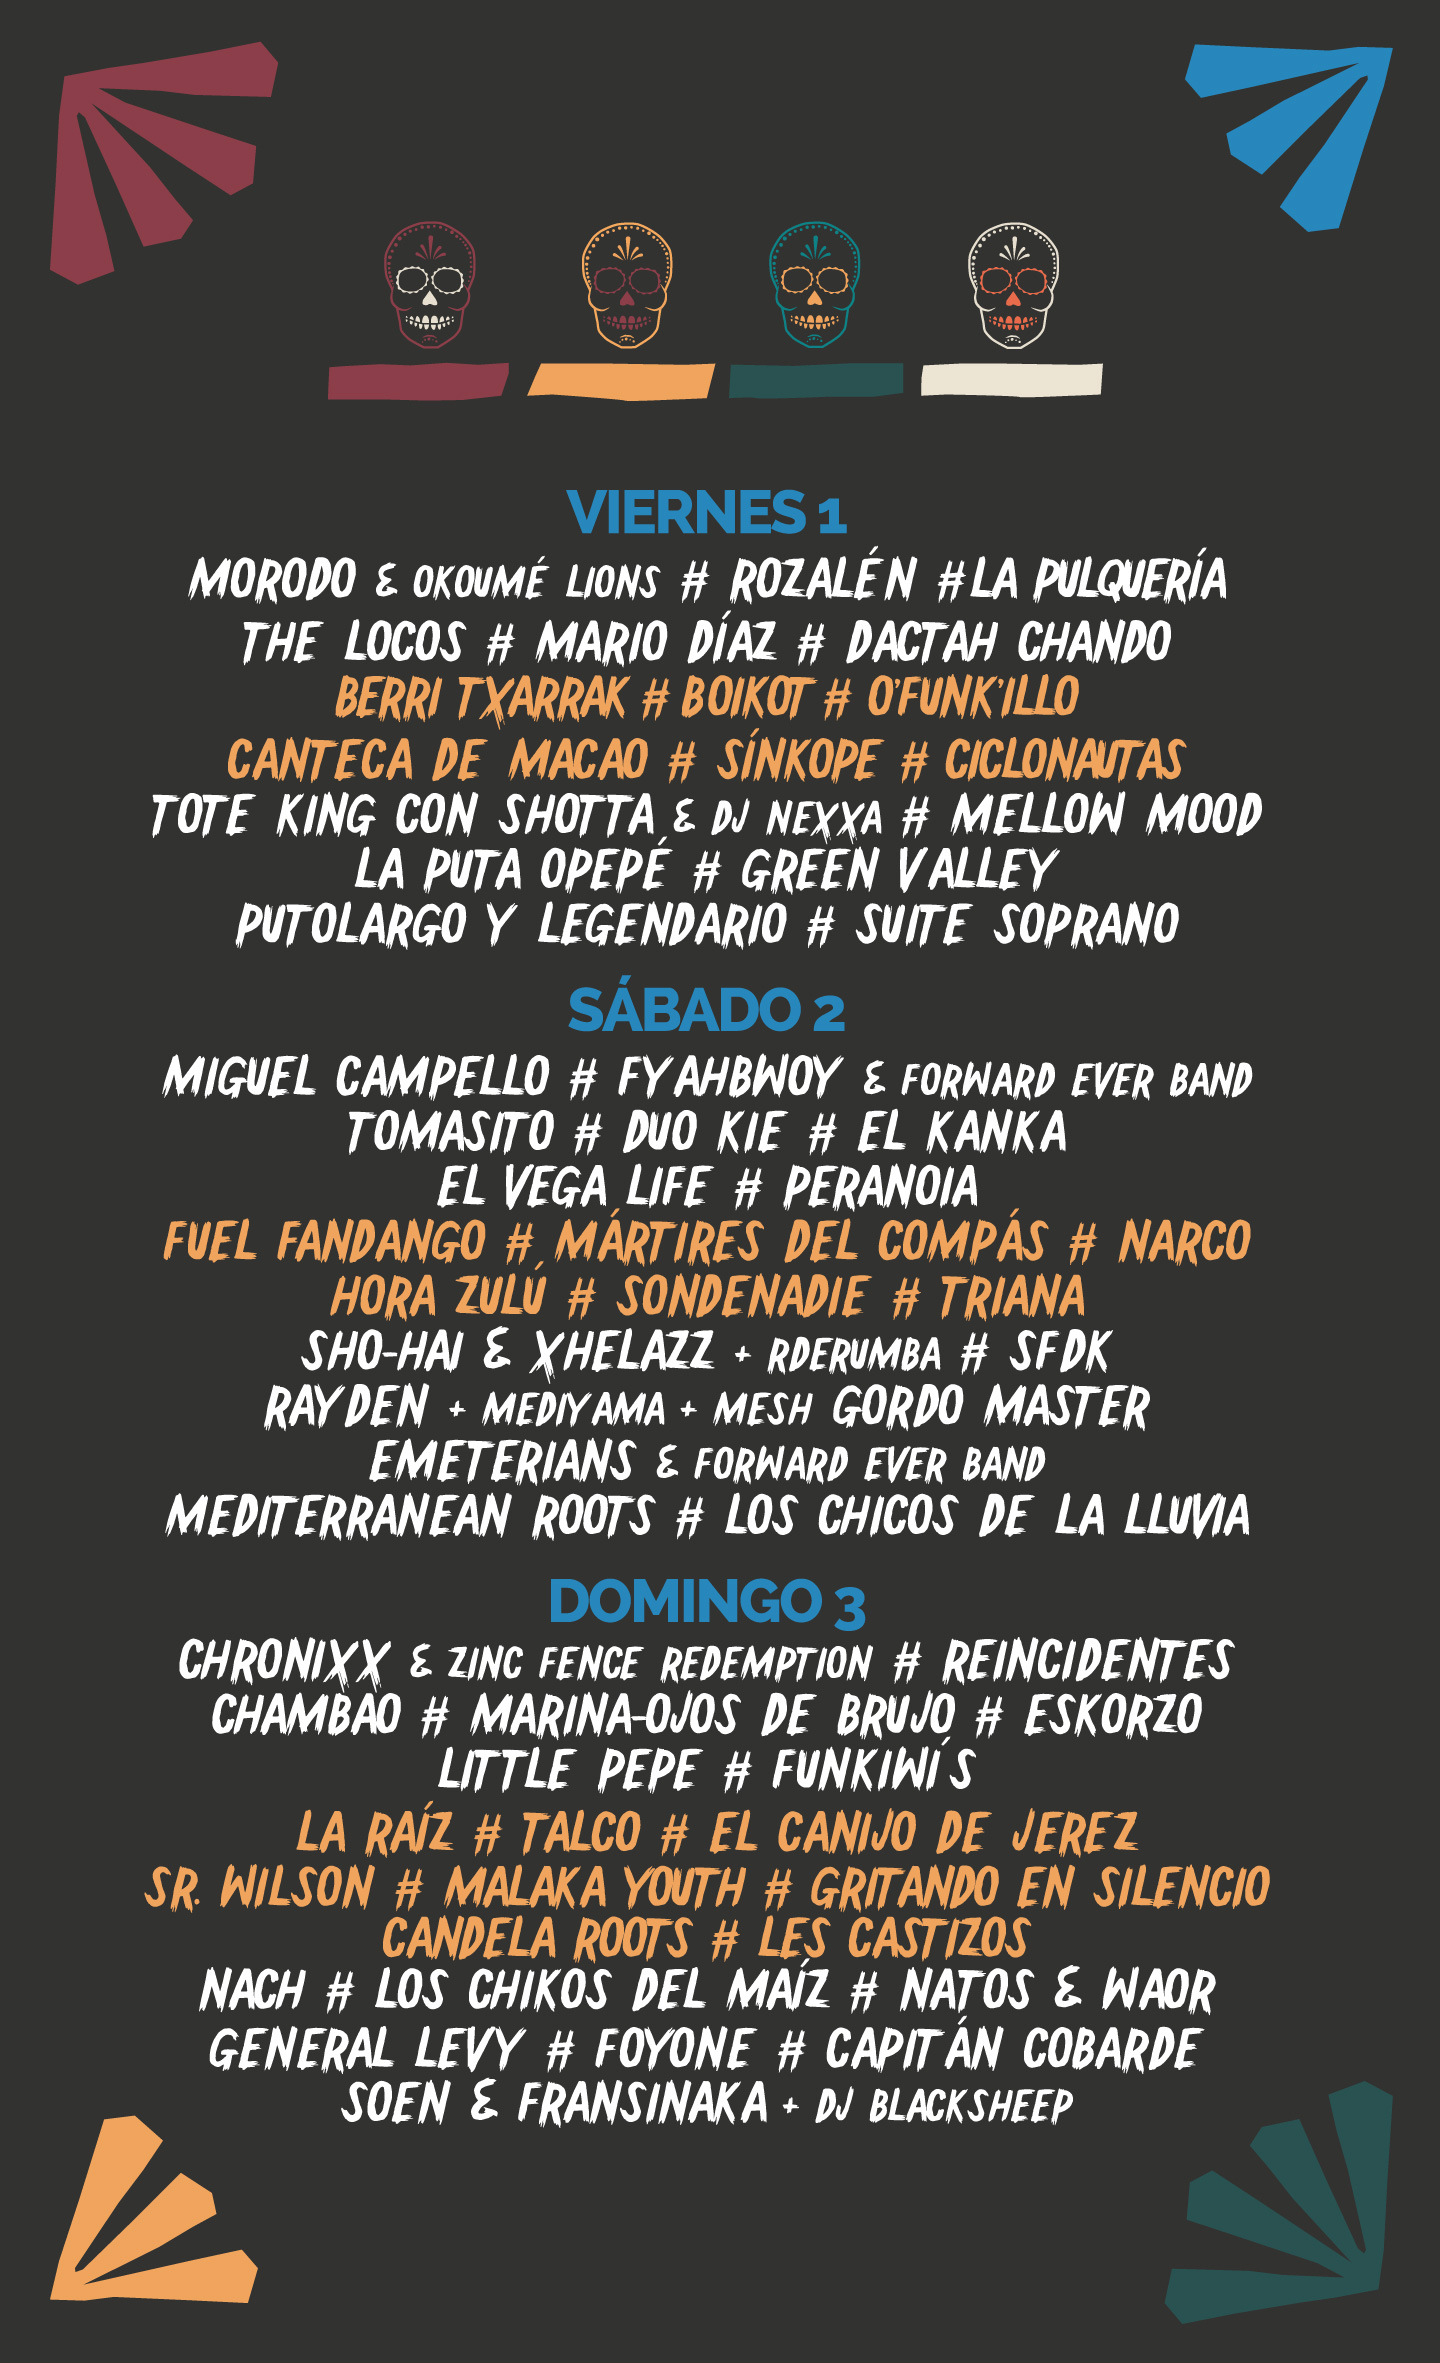 VIERNES 1
MORODO & OKOUMÉ LIONS # ROZALÉN # LA PULQUERÍA
THE LOCOS # MARIO DÍAZ # DACTAH CHANDO
BERRI TXARRAK # BOIKOT # O'FUNK'ILLO
CANTECA DE MACAO # SÍNKOPE # CICLONAUTAS
TOTE KING CON SHOTTA & DJ NEXXA # MELLOW MOOD
LA PUTA OPEPÉ # GREEN VALLEY
PUTOLARGO Y LEGENDARIO # SUITE SOPRANO
SÁBADO 2
MIGUEL CAMPELLO # FYAHBWOY & FORWARD EVER BAND
TOMASITO # DUO KIE # EL KANKA
EL VEGA LIFE # PERANOIA
FUEL FANDANGO # MÁRTIRES DEL COMPÁS # NARCO
HORA ZULÚ # SONDENADIE # TRIANA
SHO-HAI & XHELAZZ + RDERUMBA # SFDK
RAYDEN + MEDIYAMA + MESH GORDO MASTER
EMETERIANS & FORWARD EVER BAND
MEDITERRANEAN ROOTS # LOS CHICOS DE LA LLUVIA
DOMINGO 3
CHRONIXX & ZINC FENCE REDEMPTION # REINCIDENTES
CHAMBAO # MARINA-OJOS DE BRUJO # ESKORZO
LITTLE PEPE # FUNKIWI´S
LA RAÍZ # TALCO # EL CANIJO DE JEREZ
SR. WILSON # MALAKA YOUTH # GRITANDO EN SILENCIO
CANDELA ROOTS # LES CASTIZOS
NACH # LOS CHIKOS DEL MAÍZ # NATOS & WAOR
GENERAL LEVY # FOYONE # CAPITÁN COBARDE
SOEN & FRANSINAKA + DJ BLACKSHEEP